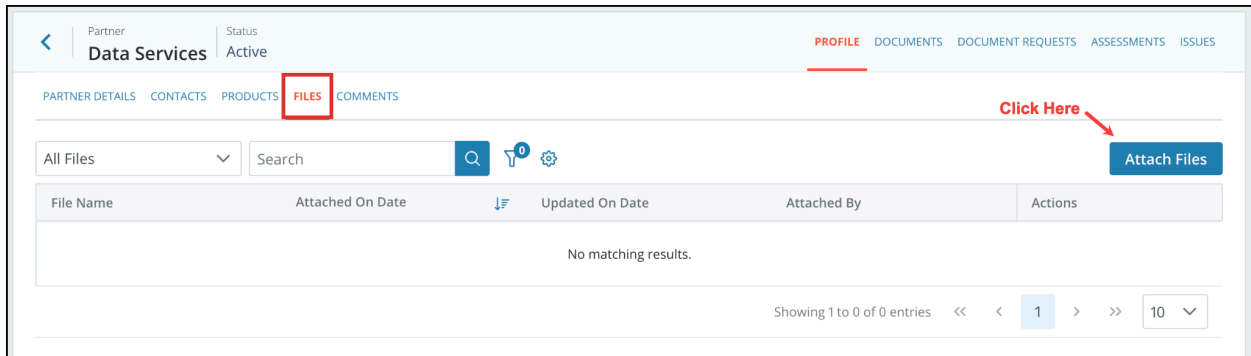 Partner
Status
Data Services
Active
PROFILE DOCUMENTS DOCUMENT REQUESTS ASSESSMENTS ISSUES
PARTNER DETAILS CONTACTS PRODUCTS FILES COMMENTS
Click Here
All Files
Search
0
Attach Files
File Name Attached On Date Updated On Date Attached By Actions
No matching results.
Showing 1 to 0 of 0 entries << < 1 > >> 10